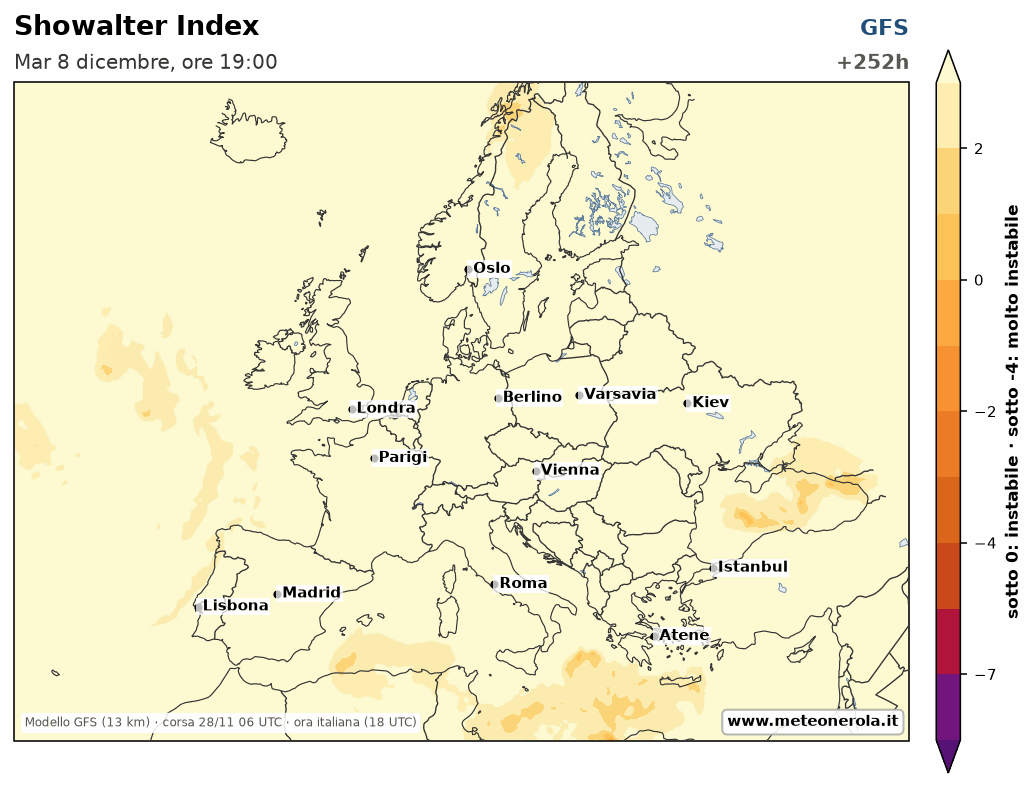 Showalter Index
GFS
Mar 8 dicembre, ore 19:00
+252h
Oslo
Londra
Berlino
Varsavia
Kiev
Parigi
Vienna
Istanbul
Roma
Madrid
Lisbona
Atene
Modello GFS (13 km) · corsa 28/11 06 UTC · ora italiana (18 UTC)
www.meteonerola.it
2
0
−2
−4
−7
sotto 0: instabile · sotto -4: molto instabile